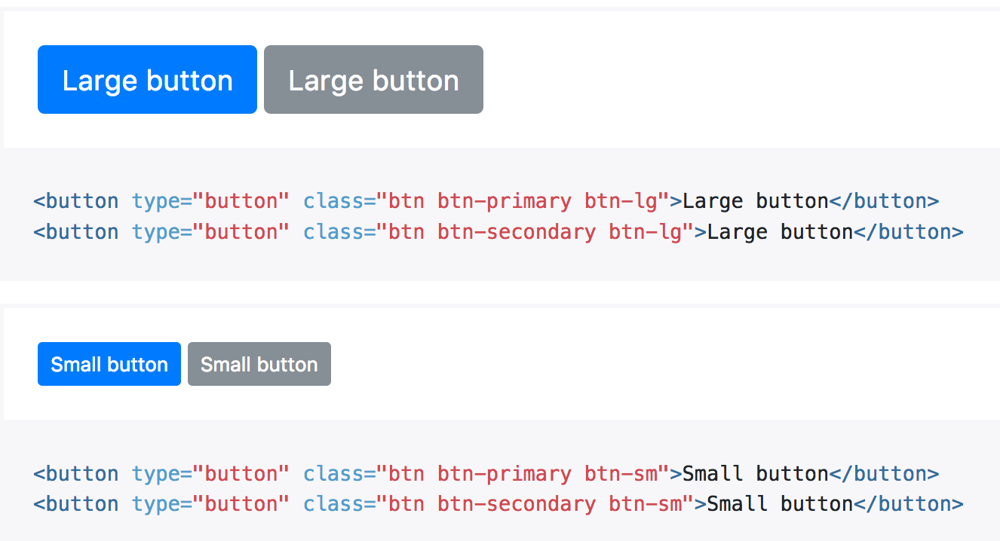 Large button Large button
<button type="button" class="btn btn-primary btn-lg">Large button</button>
<button type="button" class="btn btn-secondary btn-lg">Large button</button>
Small button Small button
<button type="button" class="btn btn-primary btn-sm">Small button</button>
<button type="button" class="btn btn-secondary btn-sm">Small button</button>